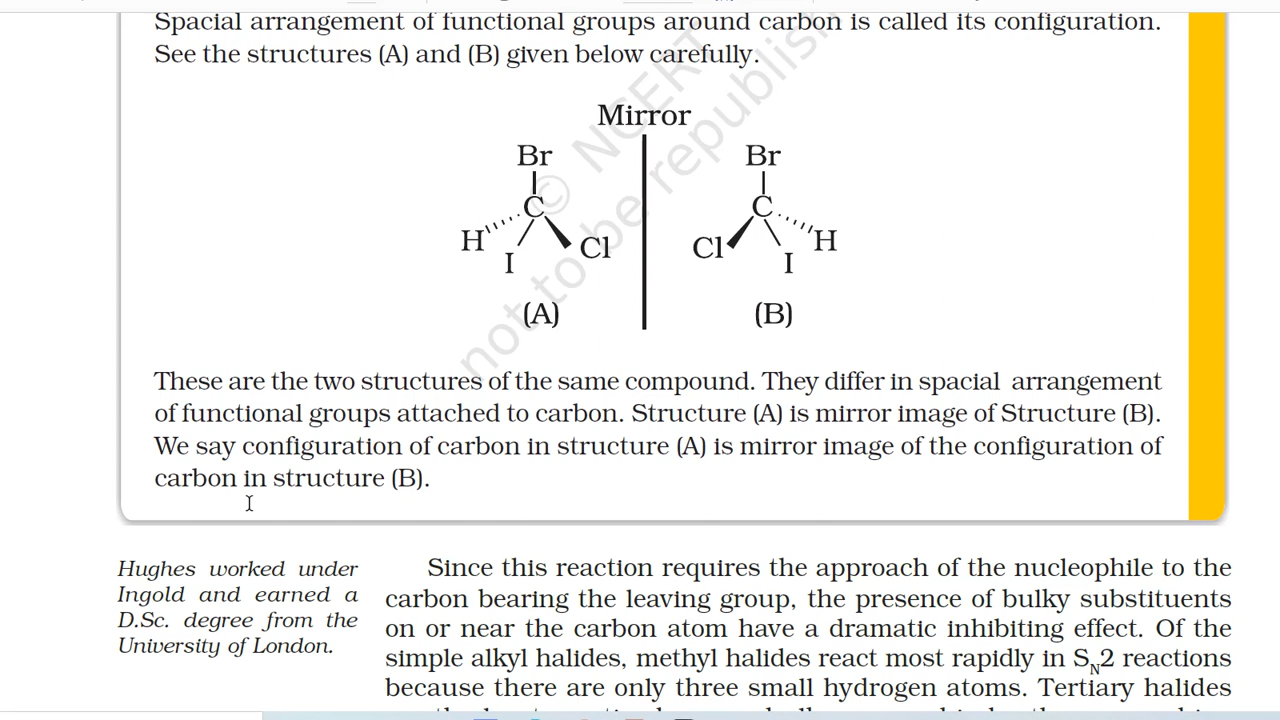 Spacial arrangement of functional groups around carbon is called its configuration.
See the structures (A) and (B) given below carefully.
© NCERT
not to be republish
Mirror
Br Br
C C
H Cl Cl H
I I
(A) (B)
These are the two structures of the same compound. They differ in spacial arrangement
of functional groups attached to carbon. Structure (A) is mirror image of Structure (B).
We say configuration of carbon in structure (A) is mirror image of the configuration of
carbon in structure (B).
Hughes worked under
Ingold and earned a
D.Sc. degree from the
University of London.
Since this reaction requires the approach of the nucleophile to the
carbon bearing the leaving group, the presence of bulky substituents
on or near the carbon atom have a dramatic inhibiting effect. Of the
simple alkyl halides, methyl halides react most rapidly in SN2 reactions
because there are only three small hydrogen atoms. Tertiary halides